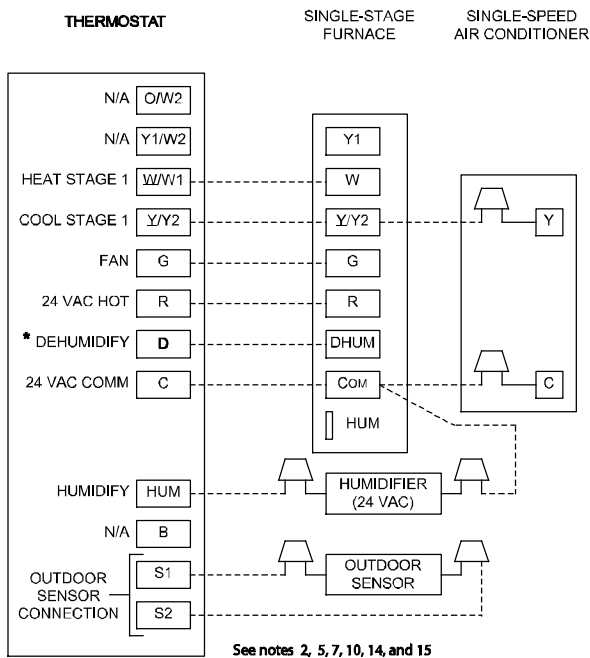 THERMOSTAT
SINGLE-STAGE
FURNACE
SINGLE-SPEED
AIR CONDITIONER
N/A O/W2
N/A Y1/W2 Y1
HEAT STAGE 1 W/W1 W
COOL STAGE 1 Y/Y2 Y/Y2 Y
FAN G G
24 VAC HOT R R
* DEHUMIDIFY D DHUM
24 VAC COMM C COM C
HUM
HUMIDIFY HUM HUMIDIFIER
(24 VAC)
N/A B
OUTDOOR
SENSOR
CONNECTION
S1
S2
OUTDOOR
SENSOR
See notes 2, 5, 7, 10, 14, and 15